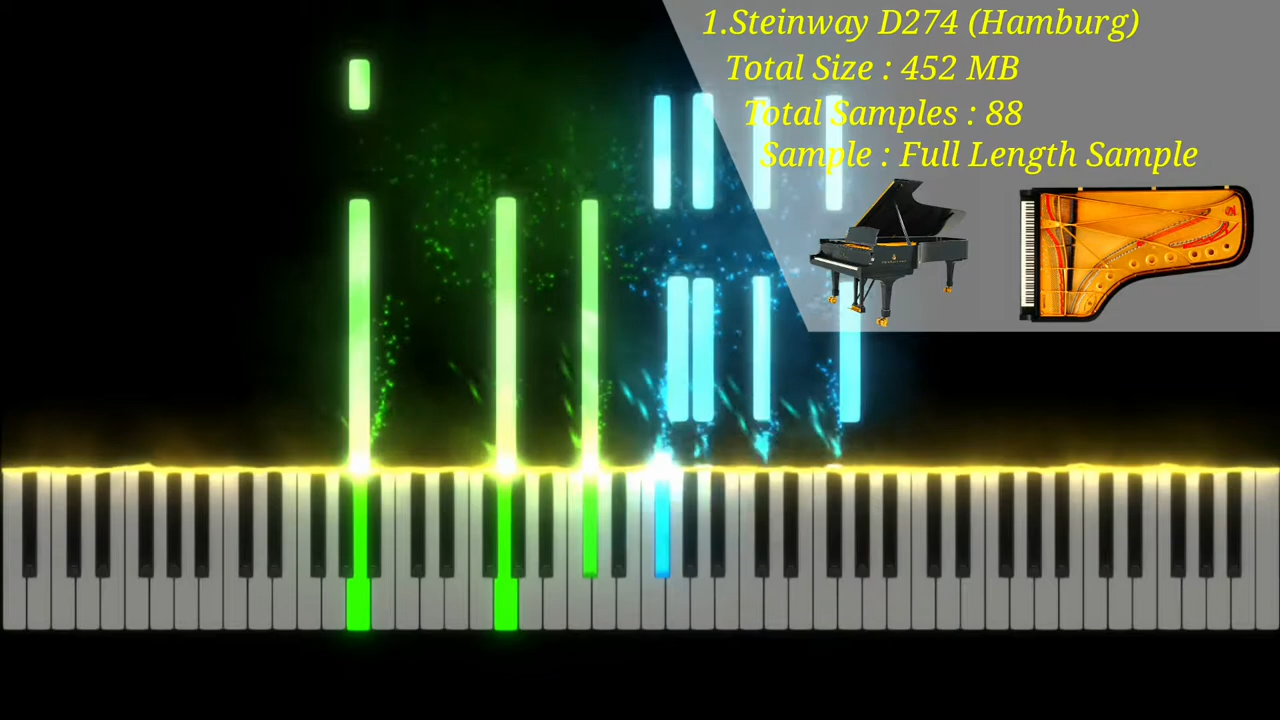 1.Steinway D274 (Hamburg)
Total Size : 452 MB
Total Samples : 88
Sample : Full Length Sample